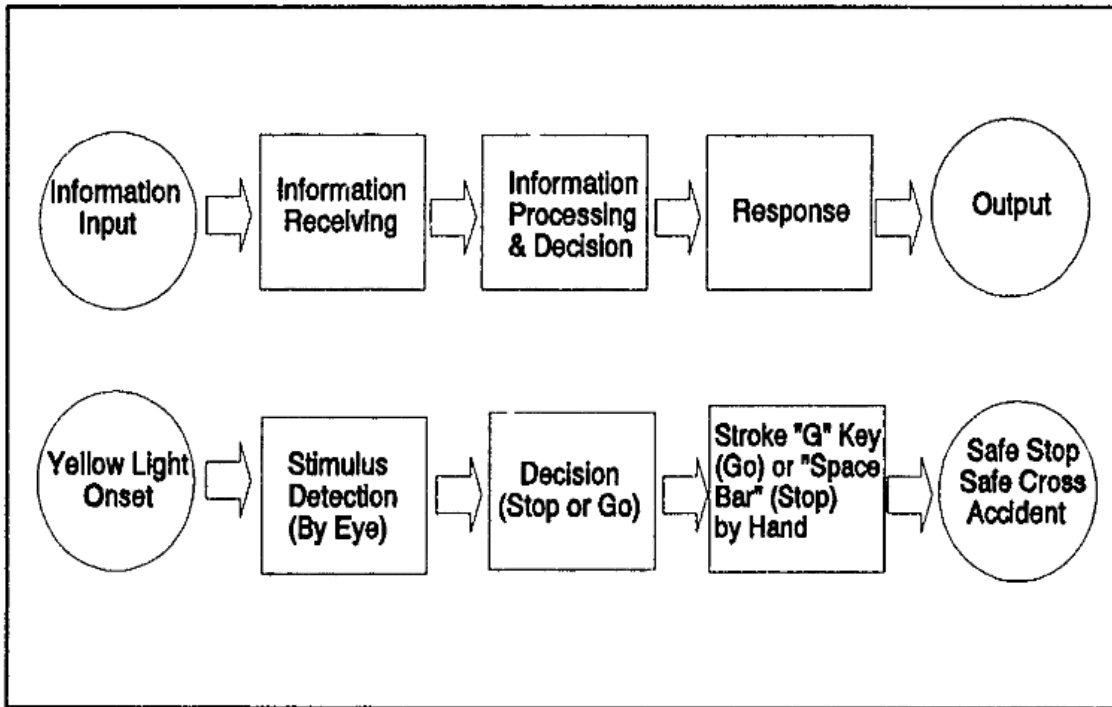 Information
Input
Information
Receiving
Information
Processing
& Decision
Response
Output
Yellow Light
Onset
Stimulus
Detection
(By Eye)
Decision
(Stop or Go)
Stroke "G" Key
(Go) or "Space
Bar" (Stop)
by Hand
Safe Stop
Safe Cross
Accident